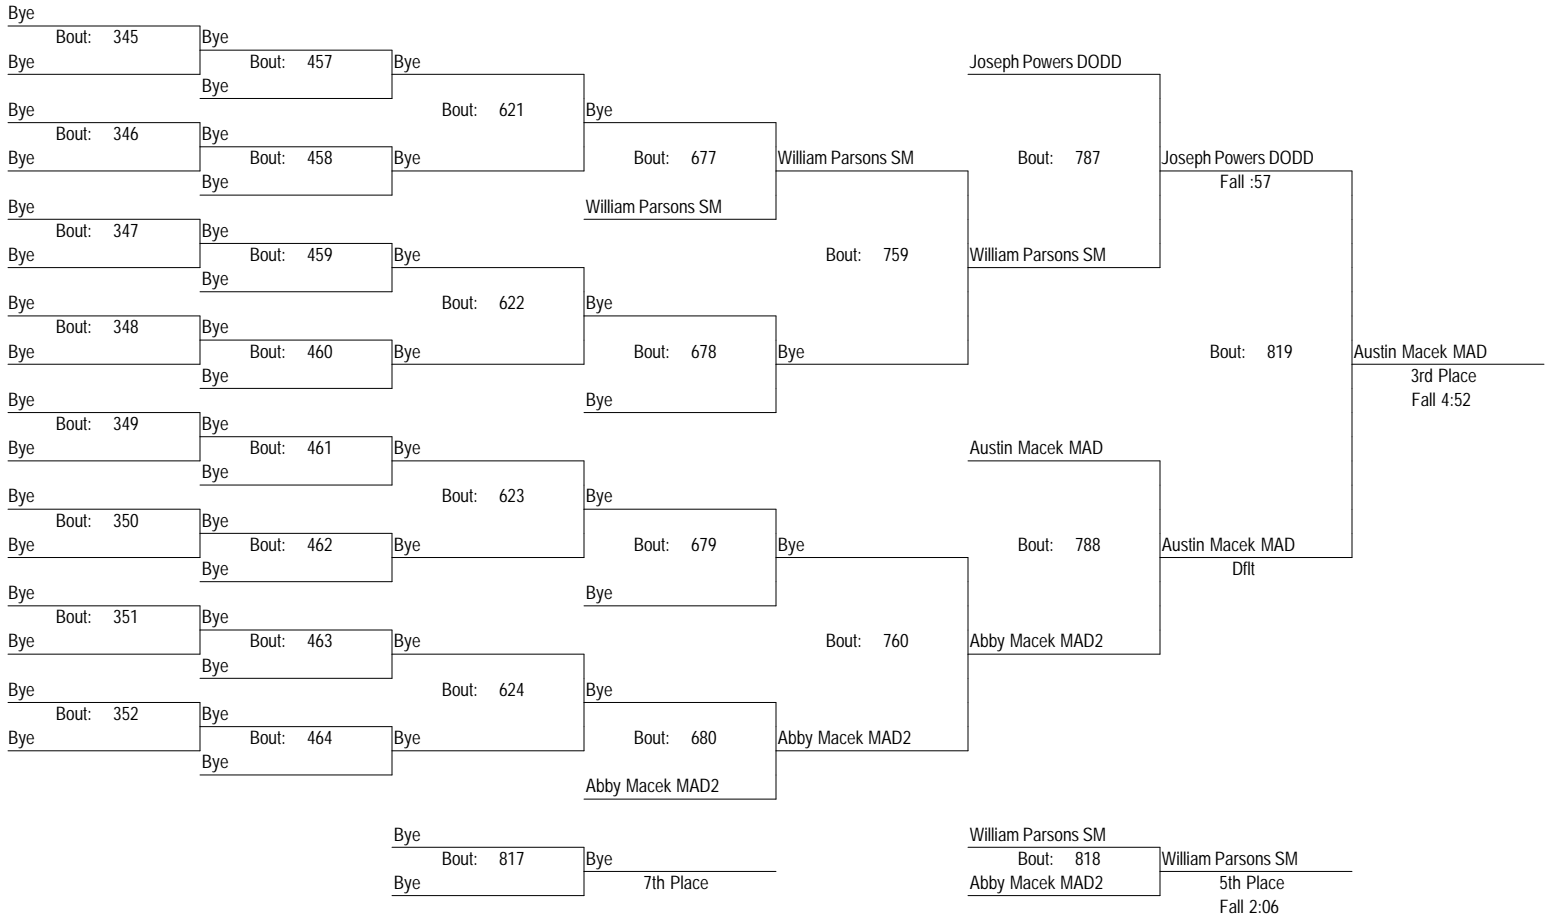 Bye
Bout: 345 Bye
Bye Bout: 457 Bye Joseph Powers DODD
Bye
Bye Bout: 621 Bye
Bout: 346 Bye
Bye Bout: 458 Bye Bout: 677 William Parsons SM Bout: 787 Joseph Powers DODD
Bye Fall :57
Bye William Parsons SM
Bout: 347 Bye
Bye Bout: 459 Bye Bout: 759 William Parsons SM
Bye
Bye Bout: 622 Bye
Bout: 348 Bye
Bye Bout: 460 Bye Bout: 678 Bye Bout: 819 Austin Macek MAD
Bye 3rd Place
Bye Bye Fall 4:52
Bout: 349 Bye
Bye Bout: 461 Bye Austin Macek MAD
Bye
Bye Bout: 623 Bye
Bout: 350 Bye
Bye Bout: 462 Bye Bout: 679 Bye Bout: 788 Austin Macek MAD
Bye Dflt
Bye Bye
Bout: 351 Bye
Bye Bout: 463 Bye Bout: 760 Abby Macek MAD2
Bye
Bye Bout: 624 Bye
Bout: 352 Bye
Bye Bout: 464 Bye Bout: 680 Abby Macek MAD2
Bye
Abby Macek MAD2
Bye William Parsons SM
Bout: 817 Bye Bout: 818 William Parsons SM
Bye 7th Place Abby Macek MAD2 5th Place
Fall 2:06